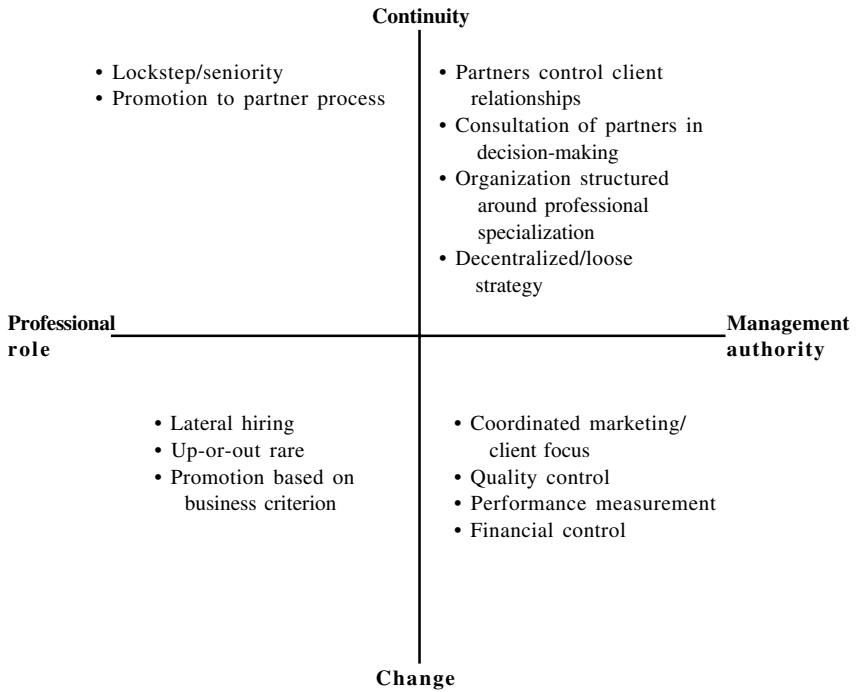 Continuity
• Lockstep/seniority
• Promotion to partner process
• Partners control client
relationships
• Consultation of partners in
decision-making
• Organization structured
around professional
specialization
• Decentralized/loose
strategy
Professional
role
Management
authority
• Lateral hiring
• Up-or-out rare
• Promotion based on
business criterion
• Coordinated marketing/
client focus
• Quality control
• Performance measurement
• Financial control
Change